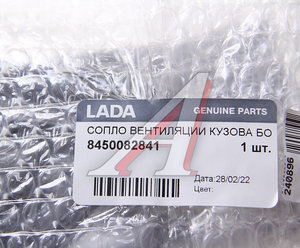 LADA
GENUINE PARTS
СОПЛО ВЕНТИЛЯЦИИ КУЗОВА БО
8450082841 1 шт.
Дата:28/02/22
Цвет:
240896